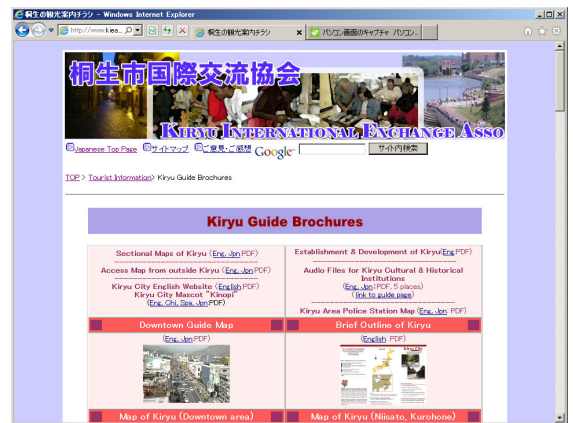 桐生の観光案内チラシ - Windows Internet Explorer
http://www.kiea...
桐生の観光案内チラシ
パソコン画面のキャプチャ パソコン...
桐生市国際交流協会
KIRYU INTERNATIONAL EXCHANGE ASSO
Japanese Top Page サイトマップ ご意見・ご感想 Google サイト内検索
TOP > Tourist Information> Kiryu Guide Brochures
Kiryu Guide Brochures
Sectional Maps of Kiryu (Eng, Jpn:PDF)
Access Map from outside Kiryu (Eng, Jpn:PDF)
Kiryu City English Website (English:PDF)
Kiryu City Mascot "Kinopi"
(Eng, Chi, Spa, Jpn:PDF)
Establishment & Development of Kiryu(Eng:PDF)
Audio Files for Kiryu Cultural & Historical
Institutions
(Eng, Jpn:PDF, 5 places)
(link to guide page)
Kiryu Area Police Station Map (Eng, Jpn: PDF)
Downtown Guide Map
Brief Outline of Kiryu
(Eng, Jpn:PDF)
(English: PDF)
Kiryu City
Map of Kiryu (Downtown area)
Map of Kiryu (Niisato, Kurohone)